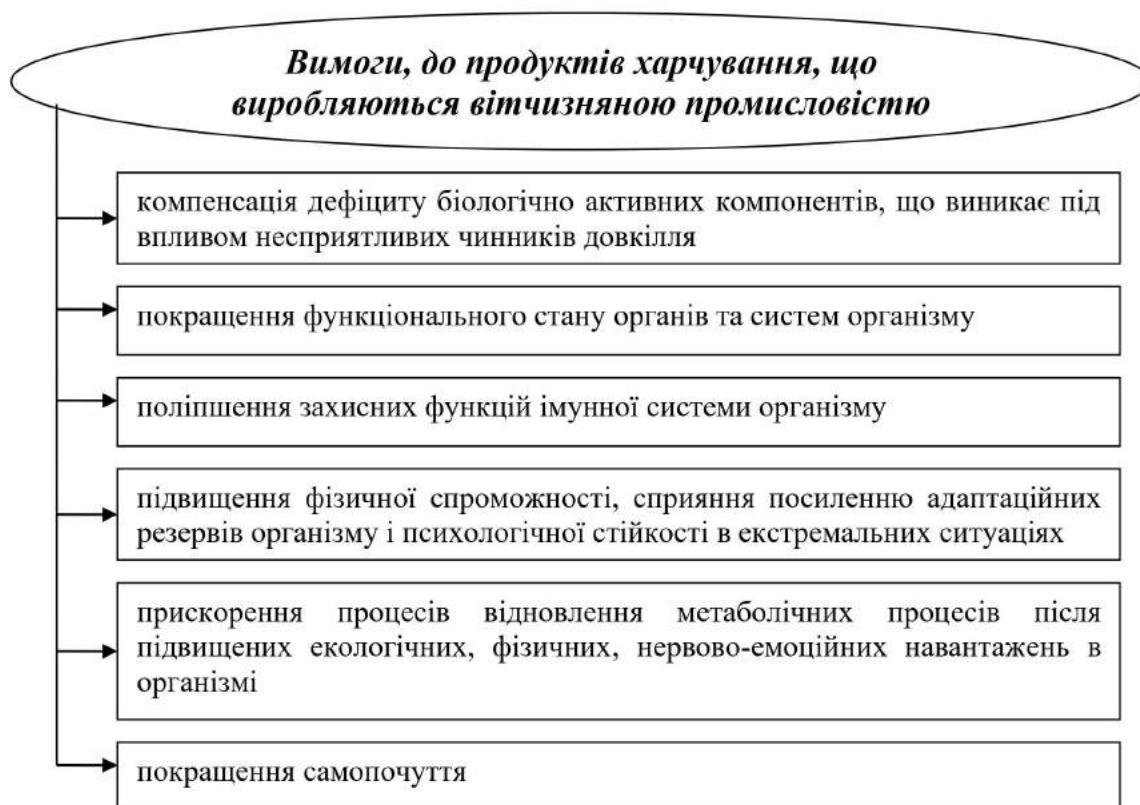 Вимоги, до продуктів харчування, що
виробляються вітчизняною промисловістю
компенсація дефіциту біологічно активних компонентів, що виникає під
впливом несприятливих чинників довкілля
покращення функціонального стану органів та систем організму
поліпшення захисних функцій імунної системи організму
підвищення фізичної спроможності, сприяння посиленню адаптаційних
резервів організму і психологічної стійкості в екстремальних ситуаціях
прискорення процесів відновлення метаболічних процесів після
підвищених екологічних, фізичних, нервово-емоційних навантажень в
організмі
покращення самопочуття